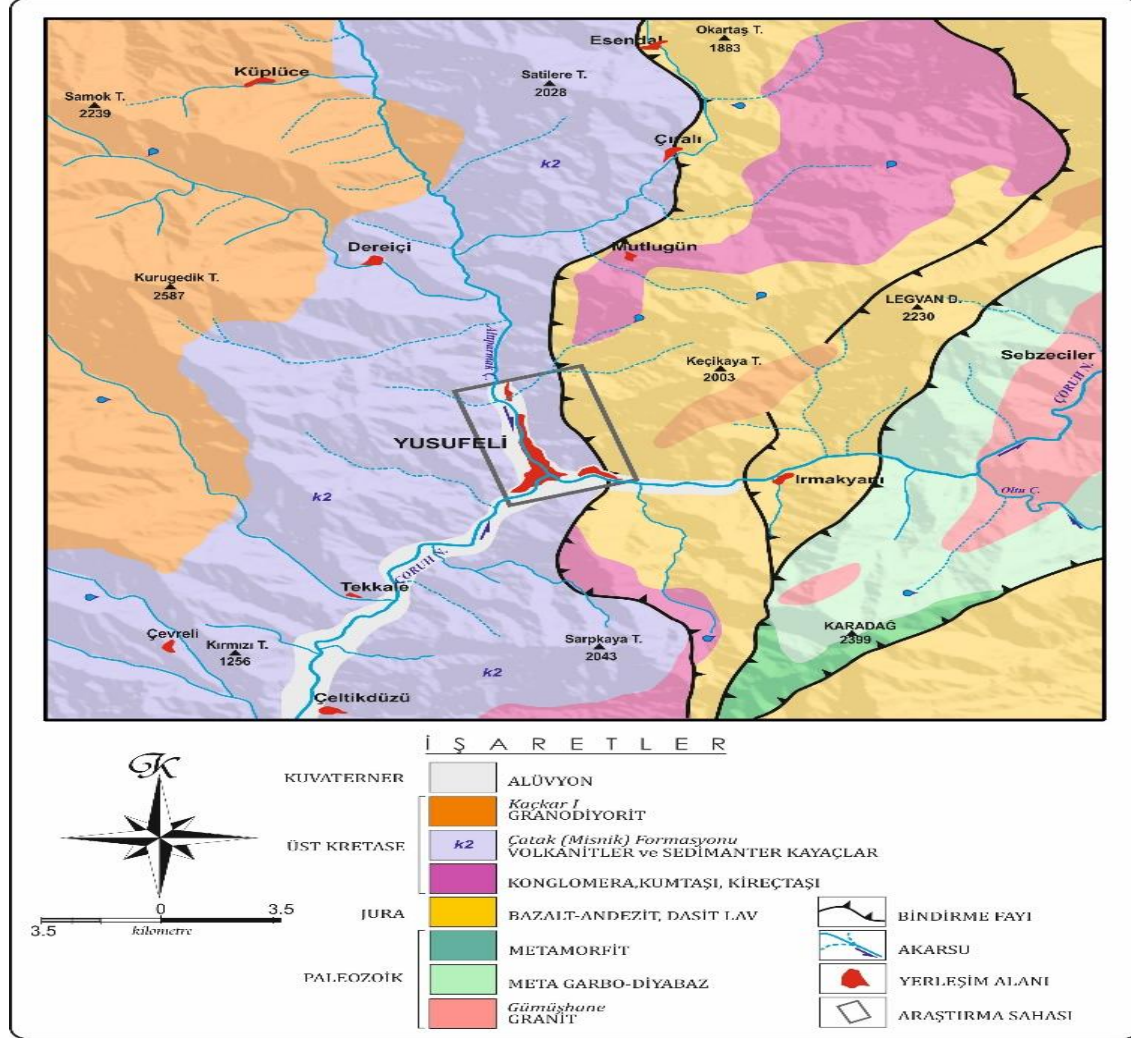 Okartaş T.
1883
Esendal
Küplüce
Satilere T.
2028
Samok T.
2239
Çıralı
k2
Dereiçi
Mutlugün
Kurugedik T.
2587
LEGVAN D.
2230
Altıparmak Ç.
Keçikaya T.
2003
Sebzeciler
ÇORUH N.
YUSUFELİ
Irmakyanı
k2
Oltu Ç.
ÇORUH N.
Tekkale
Çevreli
Kırmızı T.
1256
Sarpkaya T.
2043
KARADAĞ
2399
k2
Çeltikdüzü
İŞARETLER
K
KUVATERNER
ALÜVYON
Kaçkar I
GRANODİYORİT
ÜST KRETASE
k2
Çatak (Misnik) Formasyonu
VOLKANİTLER ve SEDİMANTER KAYAÇLAR
KONGLOMERA,KUMTAŞI, KİREÇTAŞI
JURA
BAZALT-ANDEZİT, DASİT LAV
BİNDİRME FAYI
METAMORFİT
AKARSU
PALEOZOİK
META GARBO-DİYABAZ
YERLEŞİM ALANI
Gümüşhane
GRANİT
ARAŞTIRMA SAHASI
3.5 0 3.5
kilometre